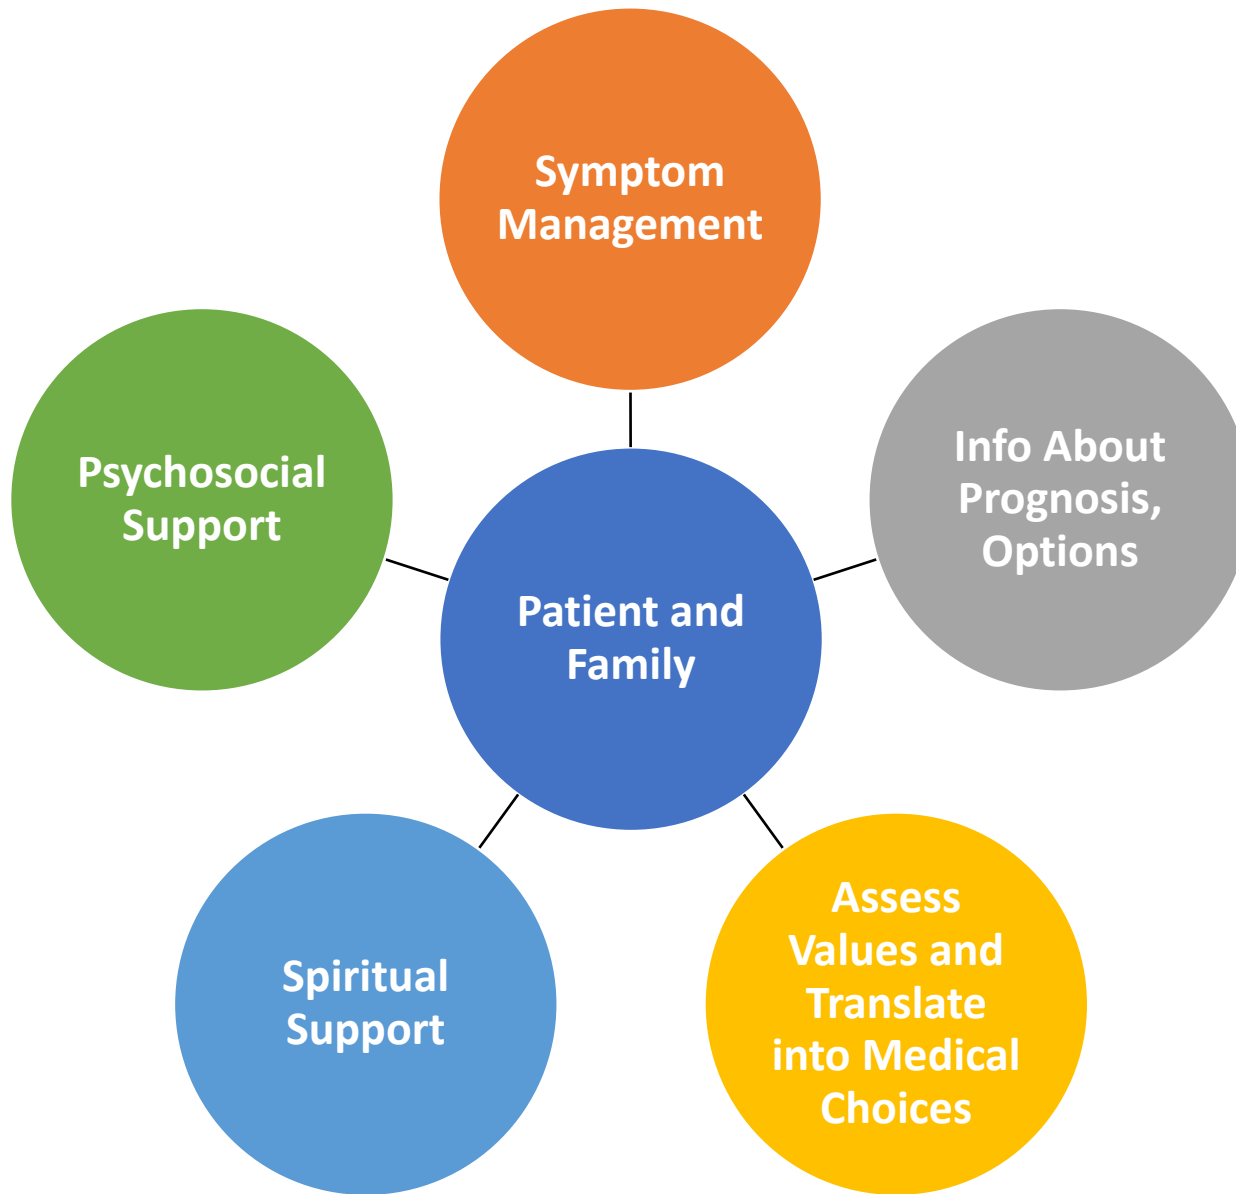 Symptom
Management
Psychosocial
Support
Info About
Prognosis,
Options
Patient and
Family
Spiritual
Support
Assess
Values and
Translate
into Medical
Choices